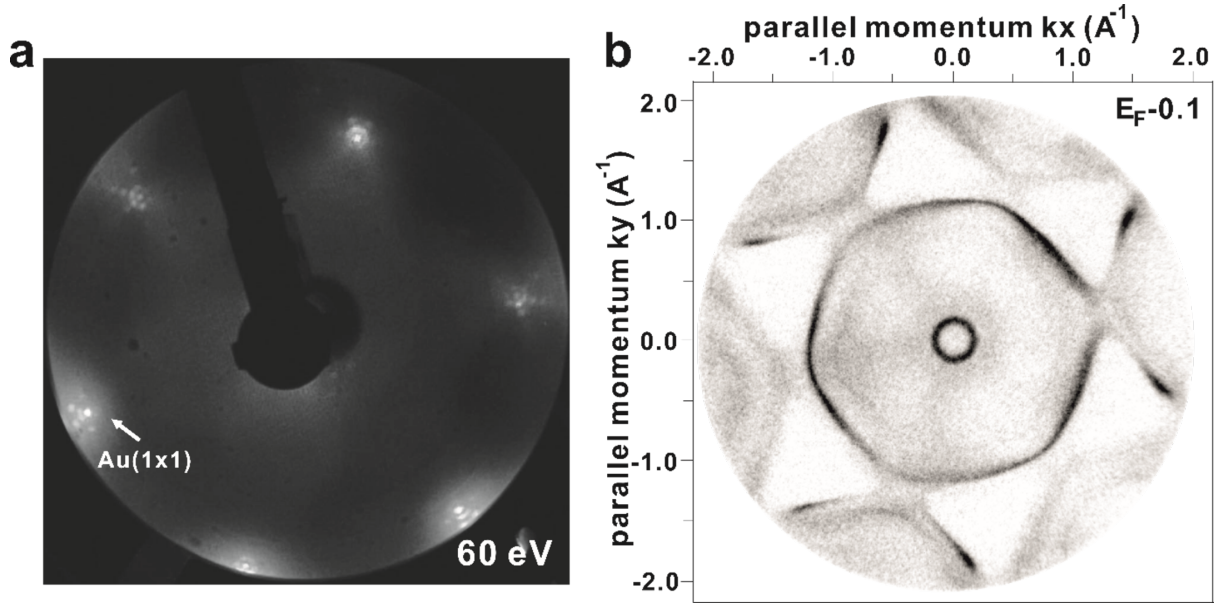 a
Au(1x1)
60 eV
b
parallel momentum kx (A⁻¹)
-2.0 -1.0 0.0 1.0 2.0
E_F-0.1
parallel momentum ky (A⁻¹)
2.0
1.0
0.0
-1.0
-2.0